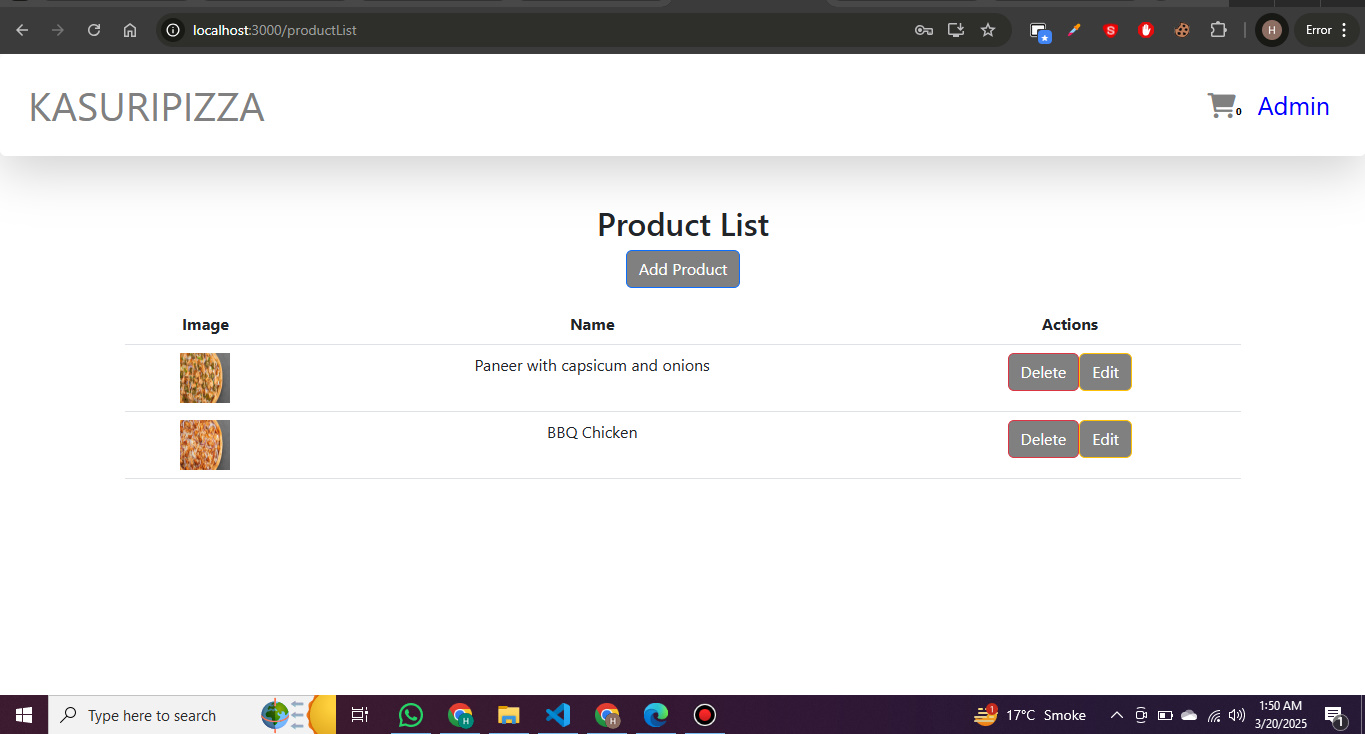 localhost:3000/productList
S
H
Error
KASURIPIZZA
0
Admin
Product List
Add Product
Image
Name
Actions
Paneer with capsicum and onions
Delete
Edit
BBQ Chicken
Delete
Edit
Type here to search
H
H
1
17°C Smoke
1:50 AM
3/20/2025
1